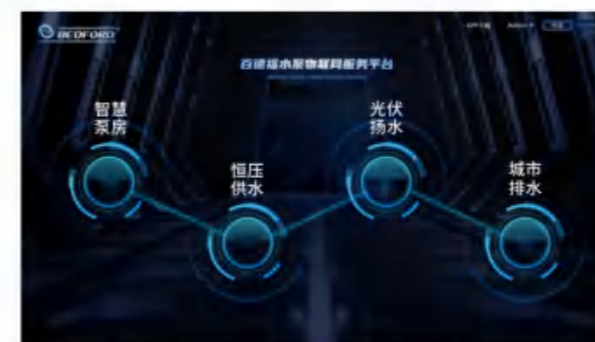 BEDFORD
百德福水泵物联网服务平台
智慧
泵房
恒压
供水
光伏
扬水
城市
排水